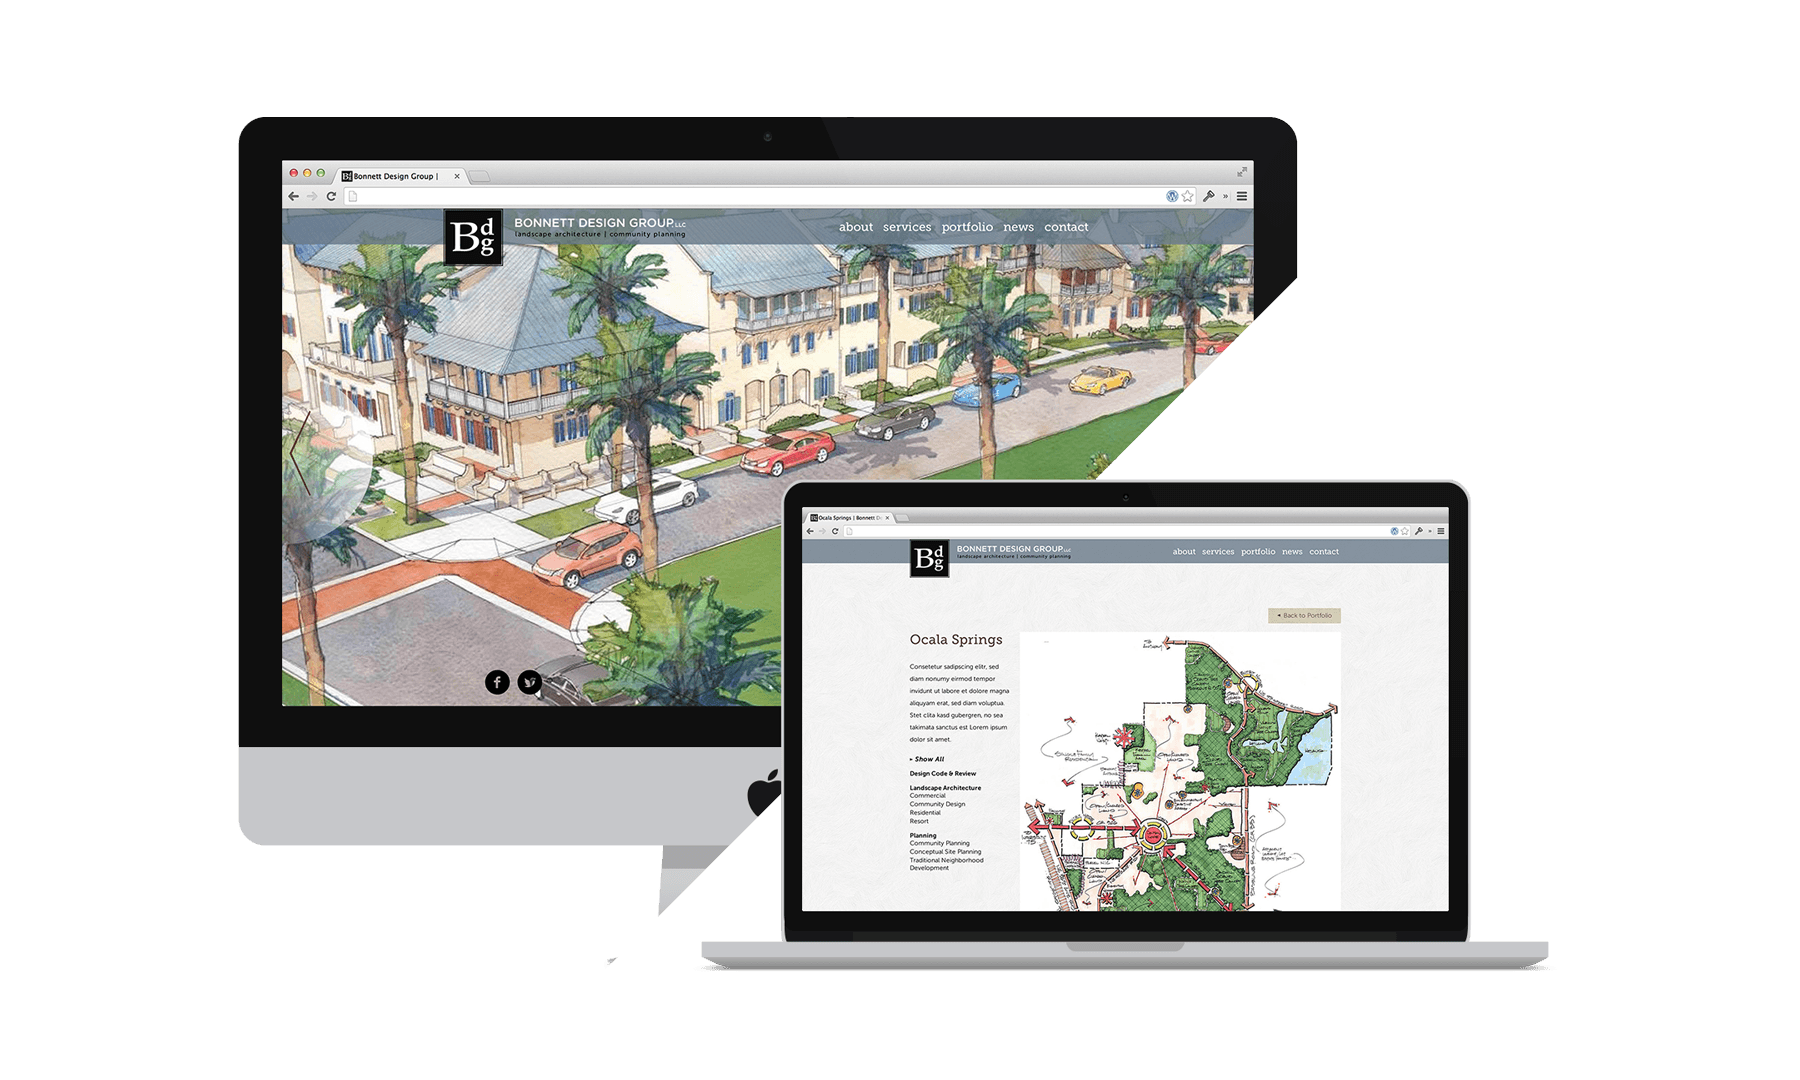 Bonnett Design Group |
Bdg
BONNETT DESIGN GROUP, LLC
landscape architecture | community planning
about services portfolio news contact
Ocala Springs | Bonnett De
Bdg
BONNETT DESIGN GROUP, LLC
landscape architecture | community planning
about services portfolio news contact
◂ Back to Portfolio
Ocala Springs
Consetetur sadipscing elitr, sed
diam nonumy eirmod tempor
invidunt ut labore et dolore magna
aliquyam erat, sed diam voluptua.
Stet clita kasd gubergren, no sea
takimata sanctus est Lorem ipsum
dolor sit amet.
▸ Show All
Design Code & Review
Landscape Architecture
Commercial
Community Design
Residential
Resort
Planning
Community Planning
Conceptual Site Planning
Traditional Neighborhood
Development